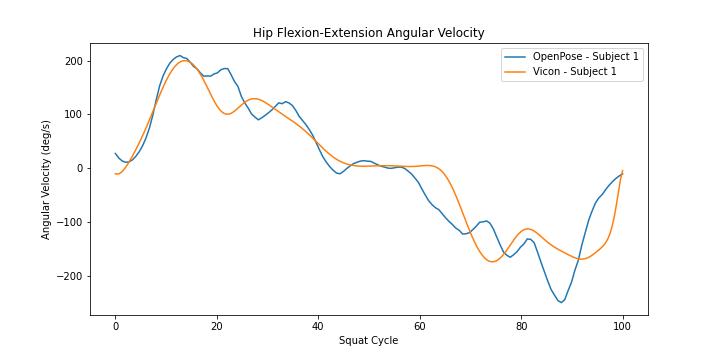 Hip Flexion-Extension Angular Velocity
OpenPose - Subject 1
Vicon - Subject 1
Angular Velocity (deg/s)
200
100
0
−100
−200
0 20 40 60 80 100
Squat Cycle